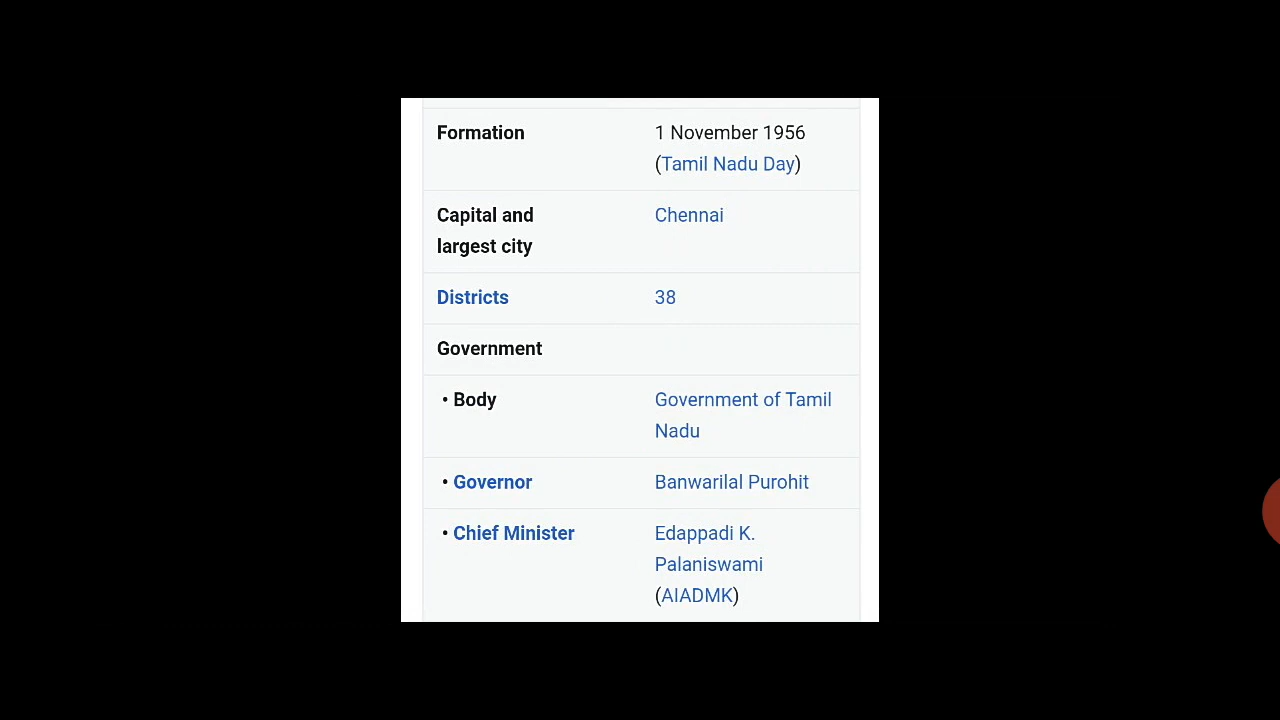 Formation 1 November 1956
(Tamil Nadu Day)
Capital and Chennai
largest city
Districts 38
Government
• Body Government of Tamil
Nadu
• Governor Banwarilal Purohit
• Chief Minister Edappadi K.
Palaniswami
(AIADMK)